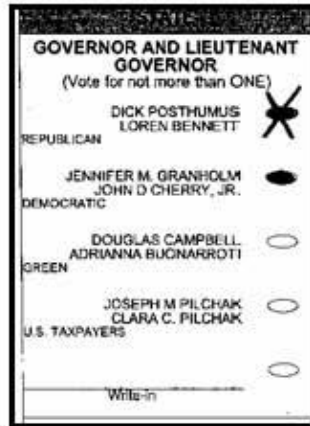 STATE
GOVERNOR AND LIEUTENANT
GOVERNOR
(Vote for not more than ONE)
DICK POSTHUMUS
LOREN BENNETT
REPUBLICAN
JENNIFER M. GRANHOLM
JOHN D CHERRY, JR.
DEMOCRATIC
DOUGLAS CAMPBELL
ADRIANNA BUONARROTI
GREEN
JOSEPH M PILCHAK
CLARA C. PILCHAK
U.S. TAXPAYERS
Write-in